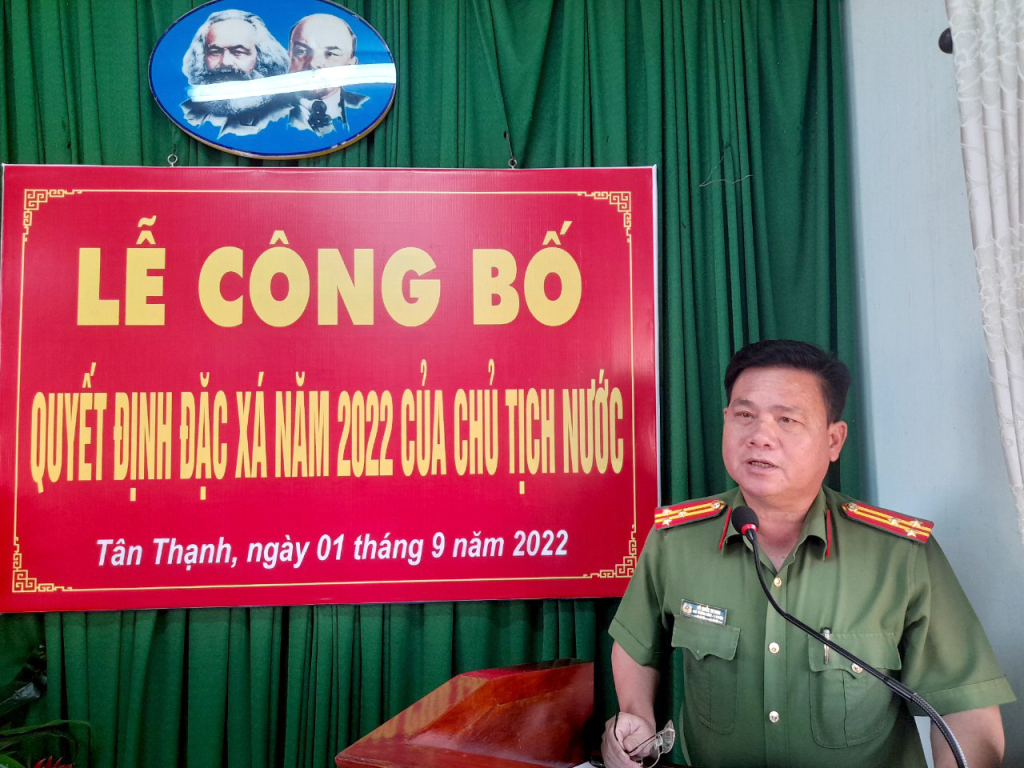 LỄ CÔNG BỐ
QUYẾT ĐỊNH ĐẶC XÁ NĂM 2022 CỦA CHỦ TỊCH NƯỚC
Tân Thạnh, ngày 01 tháng 9 năm 2022